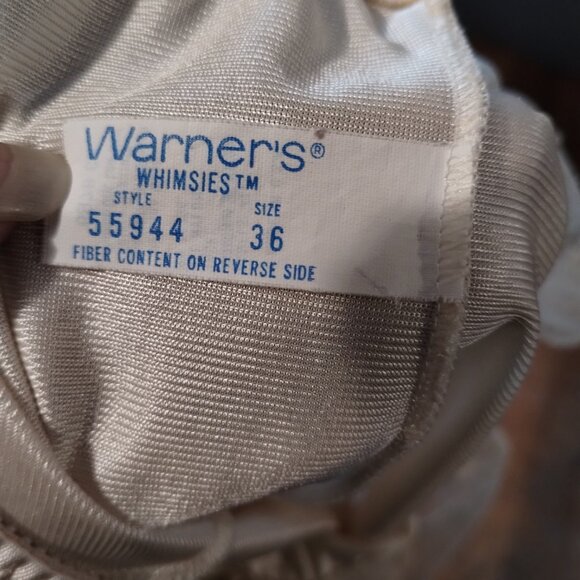 Warner's®
WHIMSIES™
STYLE SIZE
55944 36
FIBER CONTENT ON REVERSE SIDE